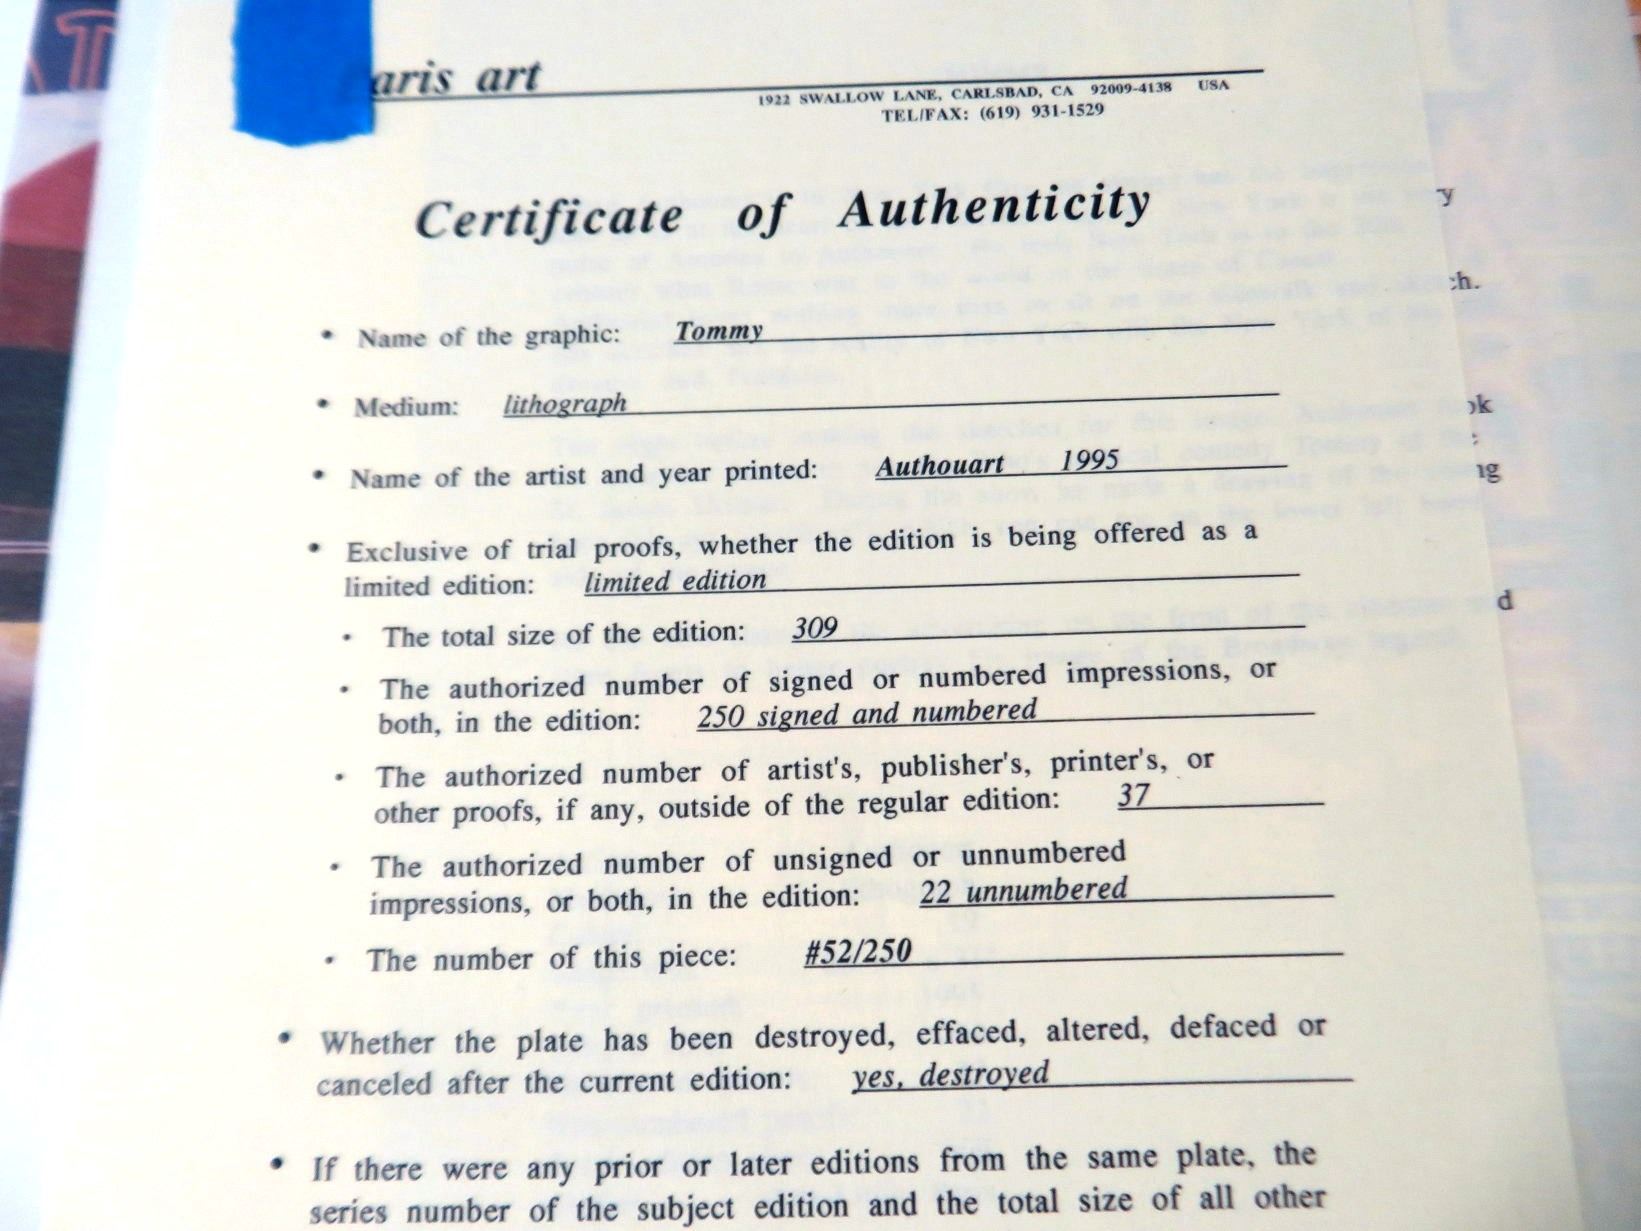 aris art
1922 SWALLOW LANE, CARLSBAD, CA 92009-4138 USA
TEL/FAX: (619) 931-1529
Certificate of Authenticity
• Name of the graphic: Tommy
• Medium: lithograph
• Name of the artist and year printed: Authouart 1995
• Exclusive of trial proofs, whether the edition is being offered as a
limited edition: limited edition
• The total size of the edition: 309
• The authorized number of signed or numbered impressions, or
both, in the edition: 250 signed and numbered
• The authorized number of artist's, publisher's, printer's, or
other proofs, if any, outside of the regular edition: 37
• The authorized number of unsigned or unnumbered
impressions, or both, in the edition: 22 unnumbered
• The number of this piece: #52/250
• Whether the plate has been destroyed, effaced, altered, defaced or
canceled after the current edition: yes, destroyed
• If there were any prior or later editions from the same plate, the
series number of the subject edition and the total size of all other